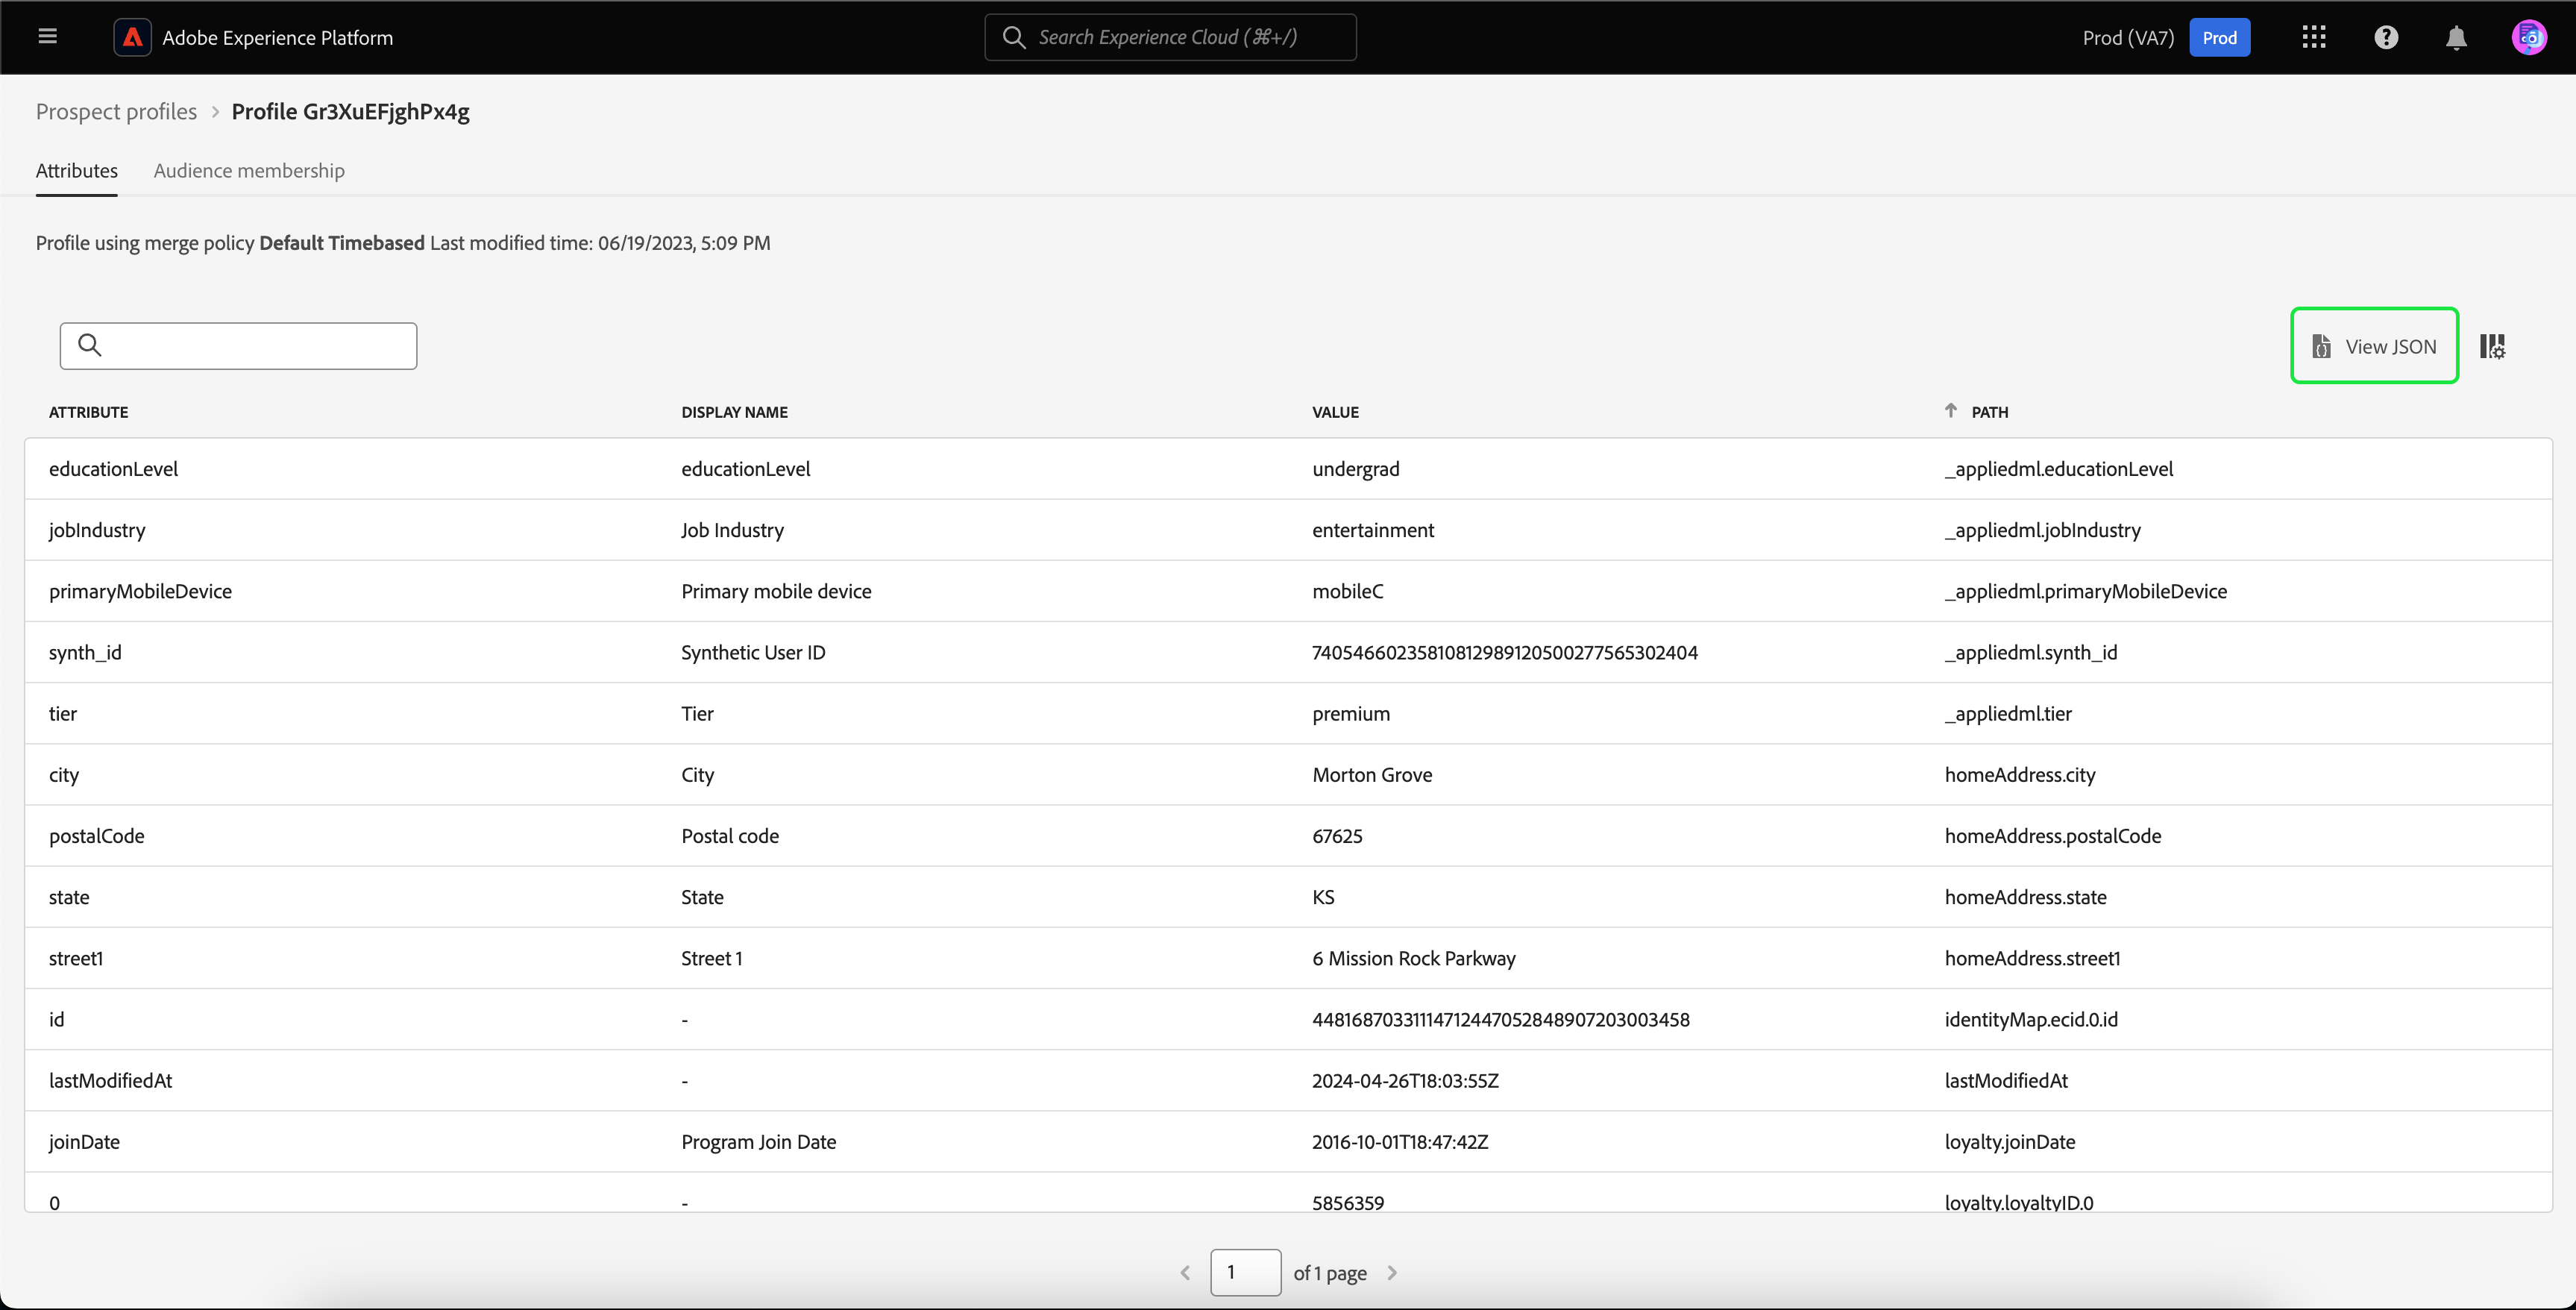 Adobe Experience Platform
Search Experience Cloud (⌘+/)
Prod (VA7)
Prod
Prospect profiles > Profile Gr3XuEFjghPx4g
Attributes Audience membership
Profile using merge policy Default Timebased Last modified time: 06/19/2023, 5:09 PM
View JSON
ATTRIBUTE DISPLAY NAME VALUE PATH
educationLevel educationLevel undergrad _appliedml.educationLevel
jobIndustry Job Industry entertainment _appliedml.jobIndustry
primaryMobileDevice Primary mobile device mobileC _appliedml.primaryMobileDevice
synth_id Synthetic User ID 74054660235810812989120500277565302404 _appliedml.synth_id
tier Tier premium _appliedml.tier
city City Morton Grove homeAddress.city
postalCode Postal code 67625 homeAddress.postalCode
state State KS homeAddress.state
street1 Street 1 6 Mission Rock Parkway homeAddress.street1
id - 44816870331114712447052848907203003458 identityMap.ecid.0.id
lastModifiedAt - 2024-04-26T18:03:55Z lastModifiedAt
joinDate Program Join Date 2016-10-01T18:47:42Z loyalty.joinDate
0 - 5856359 loyalty.loyaltyID.0
1 of 1 page